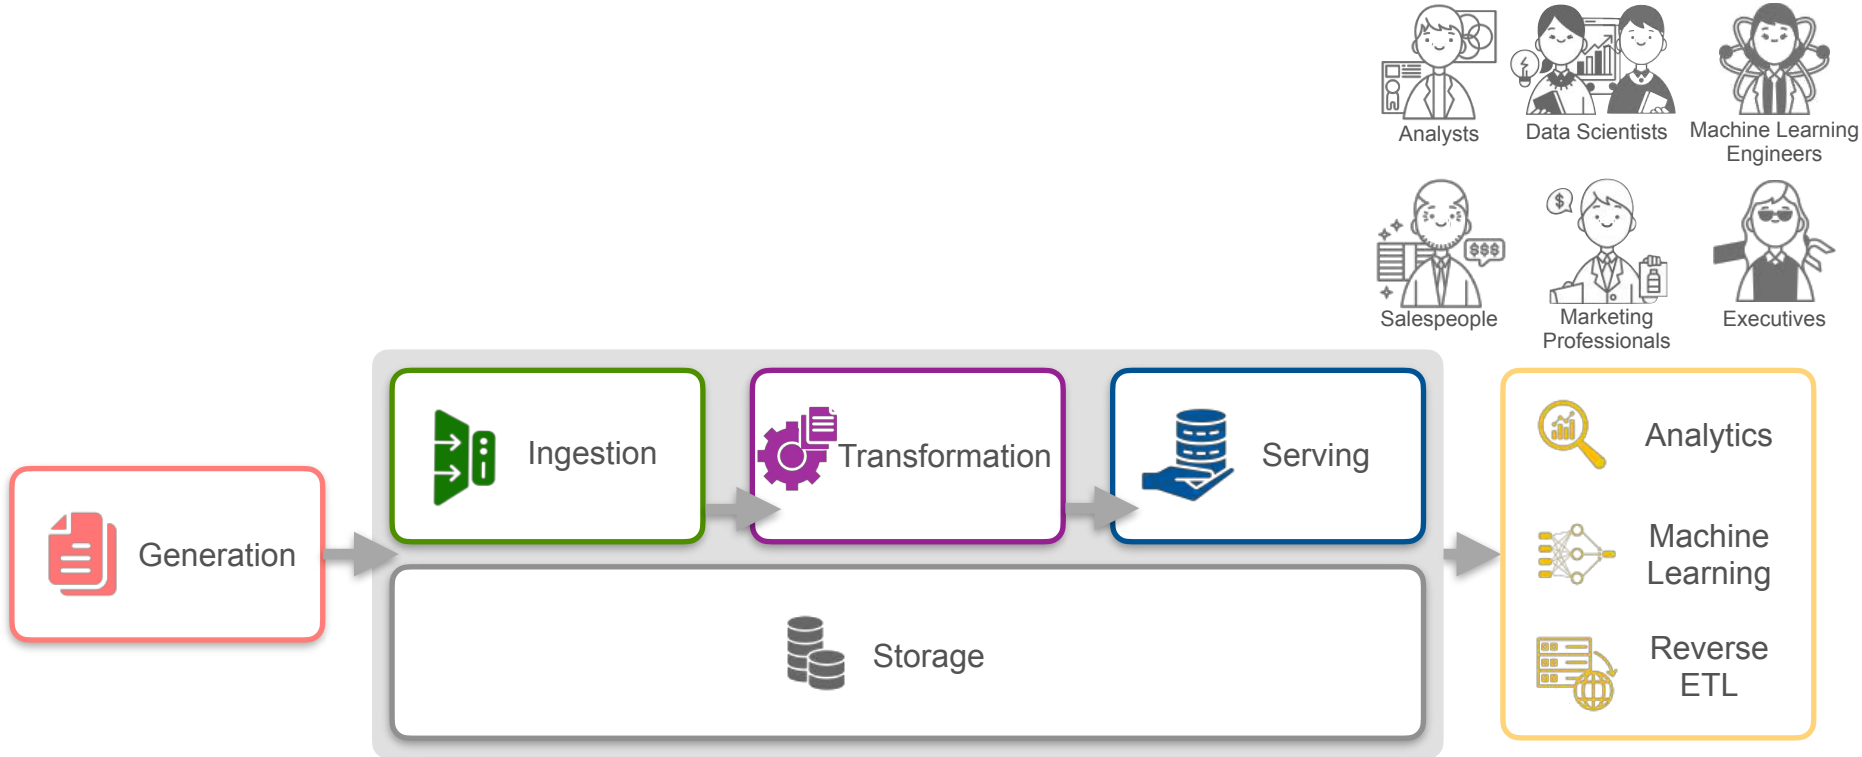 Analysts
Data Scientists
Machine Learning
Engineers
$
$$$
Salespeople
Marketing
Professionals
Executives
Generation
Ingestion
Transformation
Serving
Storage
Analytics
Machine
Learning
Reverse
ETL